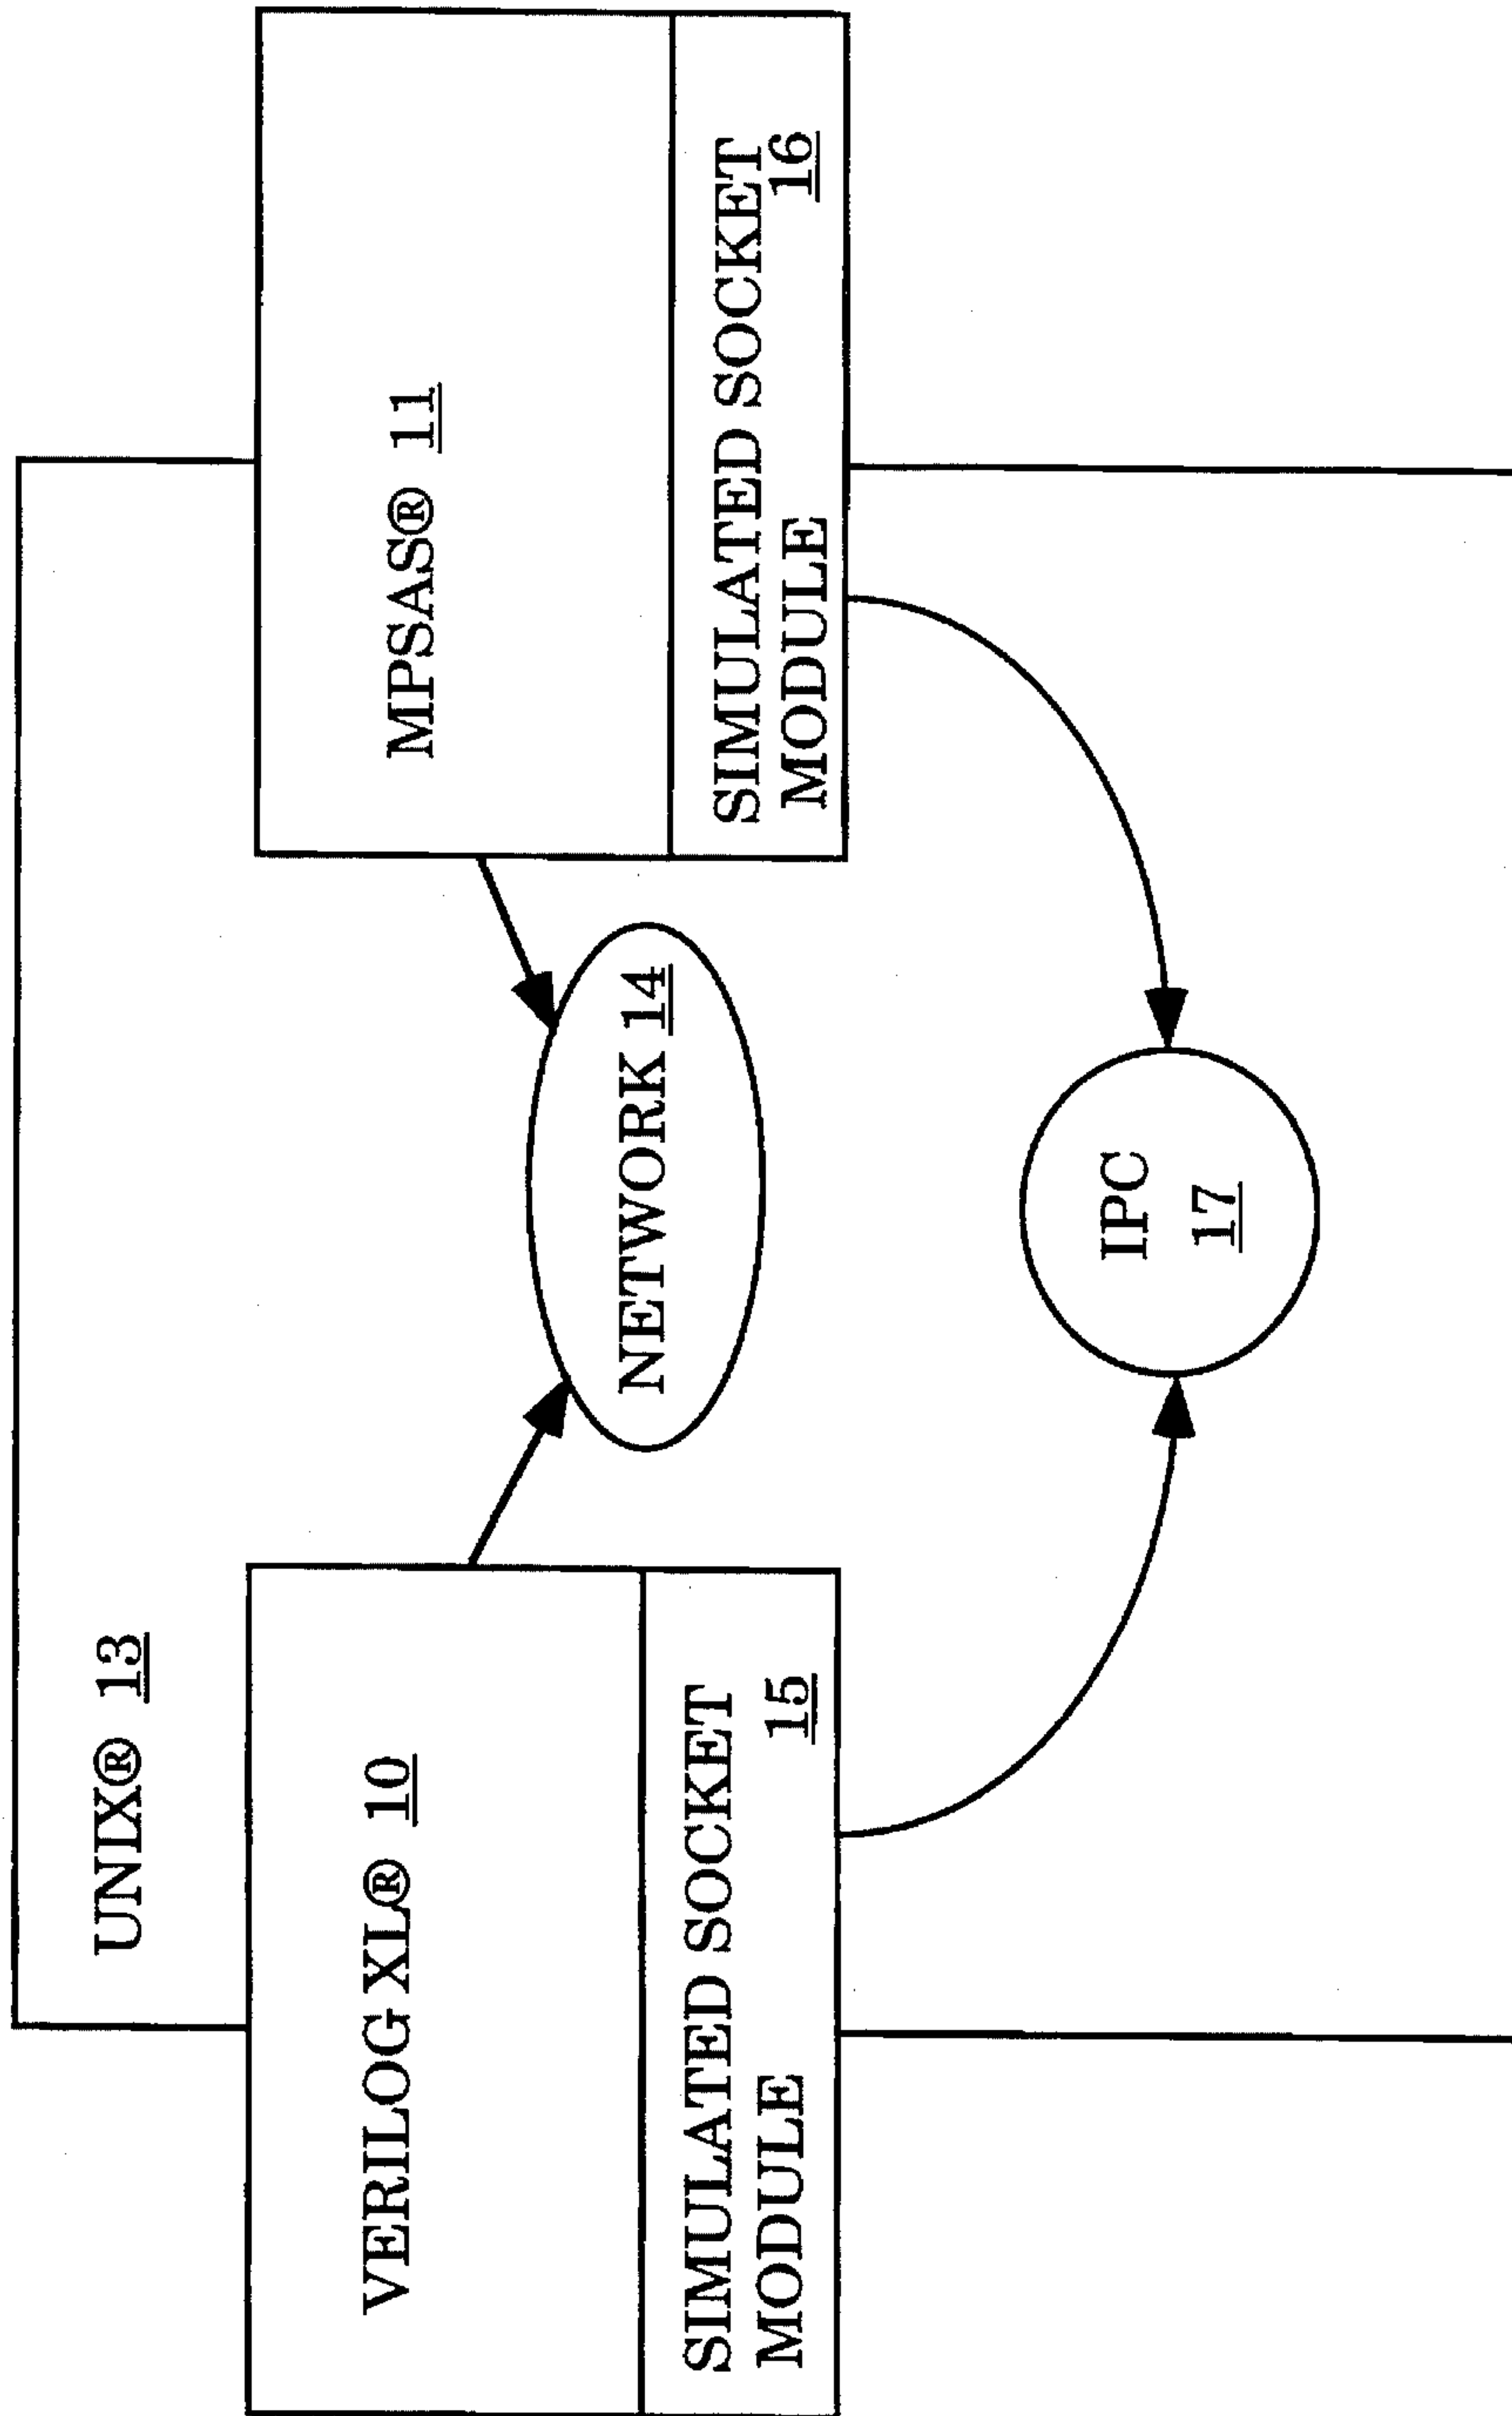 UNIX® 13
VERILOG XL® 10
SIMULATED SOCKET
MODULE 15
NETWORK 14
IPC
17
MPSAS® 11
SIMULATED SOCKET
MODULE 16